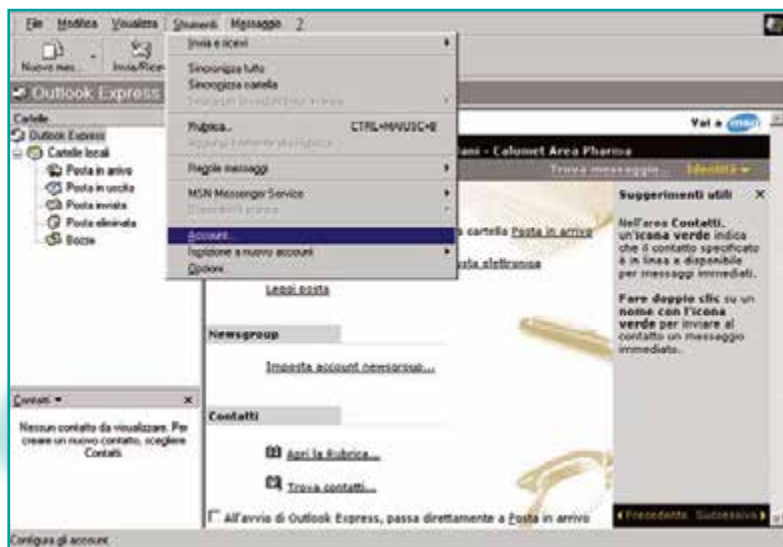 File Modifica Visualizza Strumenti Messaggio ?
Nuovo mes... Invia/Ricev
Outlook Express
Invia e ricevi
Sincronizza tutto
Sincronizza cartella
Rubrica... CTRL+MAIUSC+B
Regole messaggi
MSN Messenger Service
Account...
Iscrizione a nuovo account
Opzioni
Cartelle
Outlook Express
Cartelle locali
Posta in arrivo
Posta in uscita
Posta inviata
Posta eliminata
Bozze
Vai a msn
ani - Calumet Area Pharma
Trova messaggio... Identità
a cartella Posta in arrivo
sta elettronica
Leggi posta
Newsgroup
Imposta account newsgroup...
Contatti
Apri la Rubrica...
Trova contatti...
All'avvio di Outlook Express, passa direttamente a Posta in arrivo
Suggerimenti utili X
Nell'area Contatti,
un'icona verde indica
che il contatto specificato
è in linea e disponibile
per messaggi immediati.
Fare doppio clic su un
nome con l'icona
verde per inviare al
contatto un messaggio
immediato.
Precedente Successivo
Contatti
Nessun contatto da visualizzare. Per
creare un nuovo contatto, scegliere
Contatti.
Configura gli account